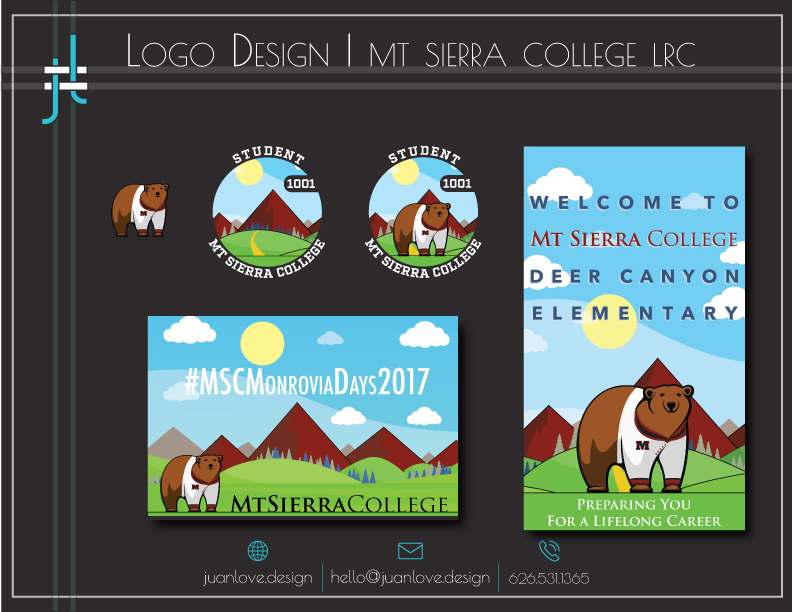 jt
LOGO DESIGN | MT SIERRA COLLEGE LRC
M
STUDENT
1001
MT SIERRA COLLEGE
STUDENT
1001
M
MT SIERRA COLLEGE
WELCOME TO
MT SIERRA COLLEGE
DEER CANYON
ELEMENTARY
M
PREPARING YOU
FOR A LIFELONG CAREER
#MSCMONROVIADAYS2017
M
MTSIERRACOLLEGE
juanlove.design | hello@juanlove.design | 626.531.1365